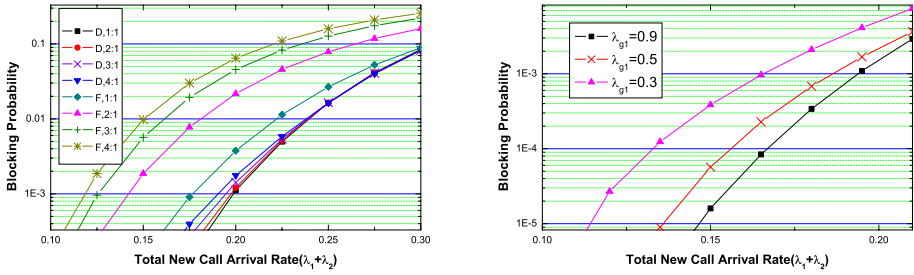 Blocking Probability
0.1
0.01
1E-3
D,1:1
D,2:1
D,3:1
D,4:1
F,1:1
F,2:1
F,3:1
F,4:1
0.10 0.15 0.20 0.25 0.30
Total New Call Arrival Rate(λ₁+λ₂)
Blocking Probability
1E-3
1E-4
1E-5
λg1=0.9
λg1=0.5
λg1=0.3
0.10 0.15 0.20
Total New Call Arrival Rate(λ₁+λ₂)